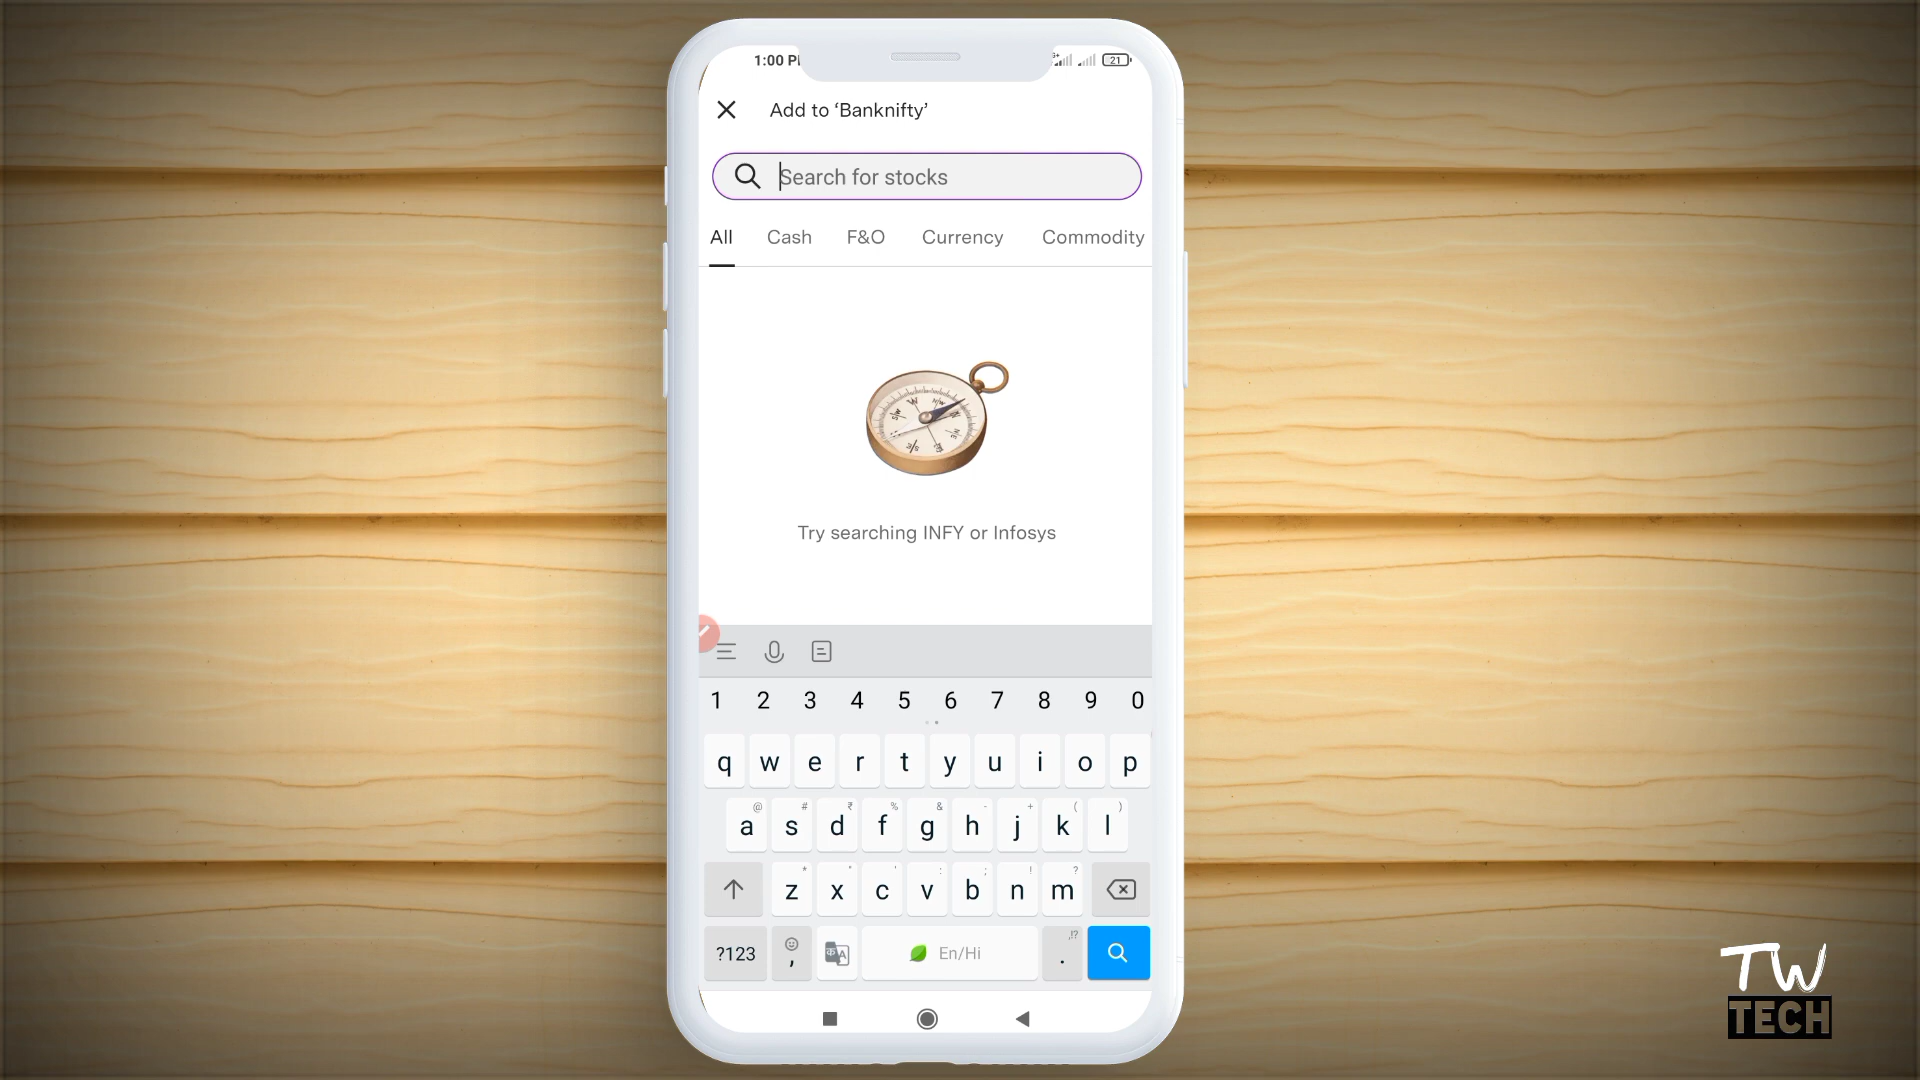 1:00 P
21
Add to ‘Banknifty’
Search for stocks
All Cash F&O Currency Commodity
Try searching INFY or Infosys
1 2 3 4 5 6 7 8 9 0
q w e r t y u i o p
@ # ₹ % & - + ( )
a s d f g h j k l
* " ' : ; ! ?
z x c v b n m
,!?
?123 , En/Hi .
TW
TECH